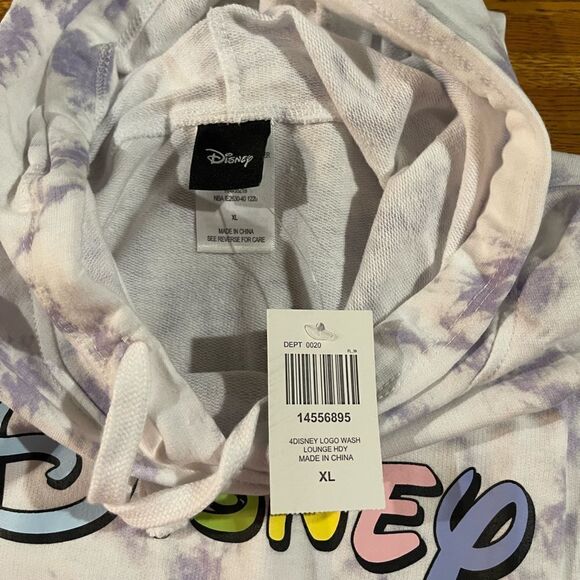 Disney
NBA/IE2630-40 122b
XL
MADE IN CHINA
SEE REVERSE FOR CARE
DEPT 0020
14556895
4DISNEY LOGO WASH
LOUNGE HDY
MADE IN CHINA
XL
DISNEY